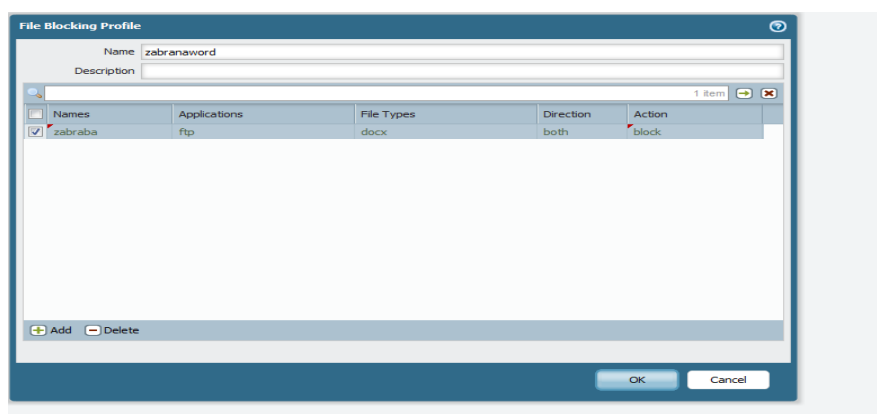 File Blocking Profile
Name zabranaword
Description
1 item
Names Applications File Types Direction Action
zabraba ftp docx both block
Add Delete
OK Cancel